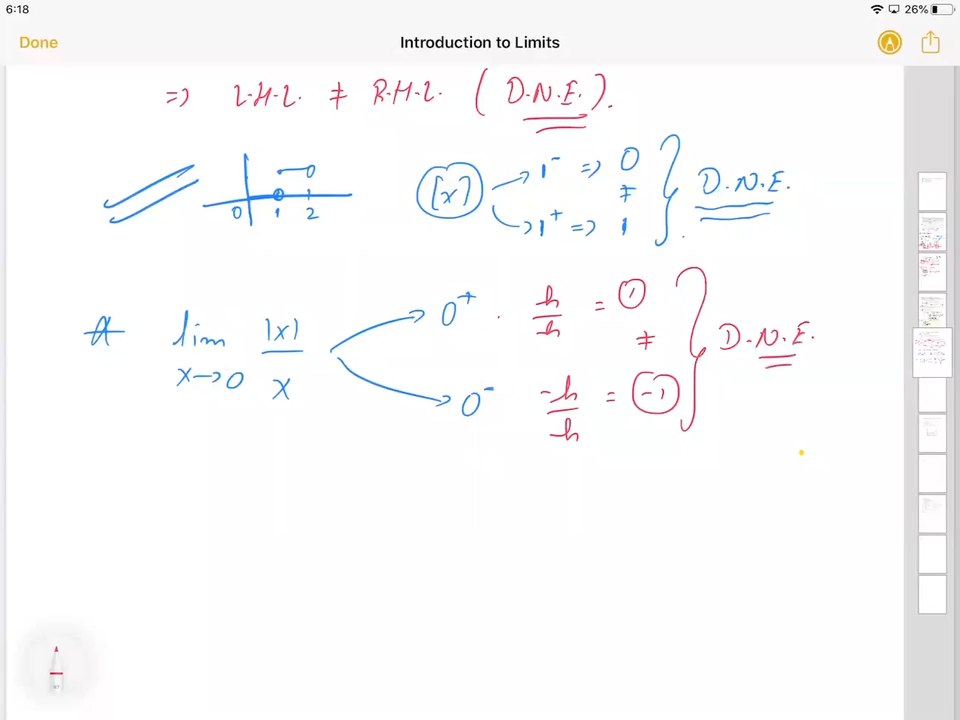 6:18 26%
Done Introduction to Limits
=> L.H.L. ≠ R.H.L. (D.N.E.).
0 1 2 [x] → 1⁻ => 0 ≠ → 1⁺ => 1 } D.N.E.
lim x→0 |x|/x → 0⁺ . h/h = 1 ≠ → 0⁻ -h/-h = -1 } D.N.E.